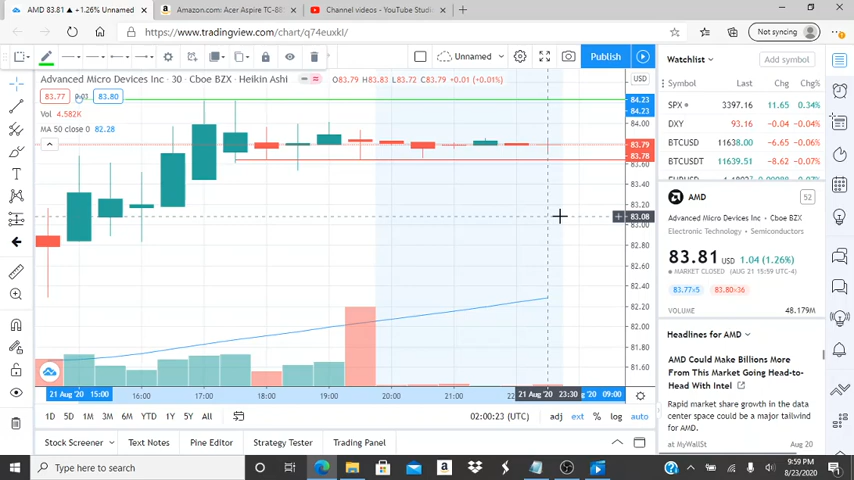 AMD 83.81 ▲ +1.26% Unnamed
Amazon.com: Acer Aspire TC-88
Channel videos - YouTube Studi
https://www.tradingview.com/chart/q74euxkl/
Not syncing
Unnamed
Publish
Advanced Micro Devices Inc · 30 · Cboe BZX · Heikin Ashi
O83.79 H83.83 L83.72 C83.79 +0.01 (+0.01%)
83.77 0.03 83.80
Vol 4.582K
MA 50 close 0 82.28
USD
84.23
84.23
84.00
83.79
83.78
83.60
83.40
83.20
83.08
83.00
82.80
82.60
82.40
82.20
82.00
81.80
81.60
21 Aug '20 15:00
16:00
17:00
18:00
19:00
20:00
21:00
21 Aug '20 23:30
'20 09:00
1D 5D 1M 3M 6M YTD 1Y 5Y All
02:00:23 (UTC)
adj ext % log auto
Stock Screener
Text Notes
Pine Editor
Strategy Tester
Trading Panel
Watchlist
Add symbol
Symbol Last Chg Chg%
SPX 3397.16 11.65 0.34%
DXY 93.16 -0.04 -0.04%
BTCUSD 11638.00 -6.65 -0.06%
BTCUSDT 11639.51 -8.62 -0.07%
AMD
52
Advanced Micro Devices Inc · Cboe BZX
Electronic Technology · Semiconductors
83.81 USD 1.04 (1.26%)
MARKET CLOSED (AUG 21 15:59 UTC-4)
83.77×5
83.80×36
VOLUME 48.179M
Headlines for AMD
AMD Could Make Billions More
From This Market Going Head-to-
Head With Intel
Rapid market share growth in the data
center space could be a major tailwind
for AMD.
at MyWallSt Aug 20
Type here to search
9:59 PM
8/23/2020